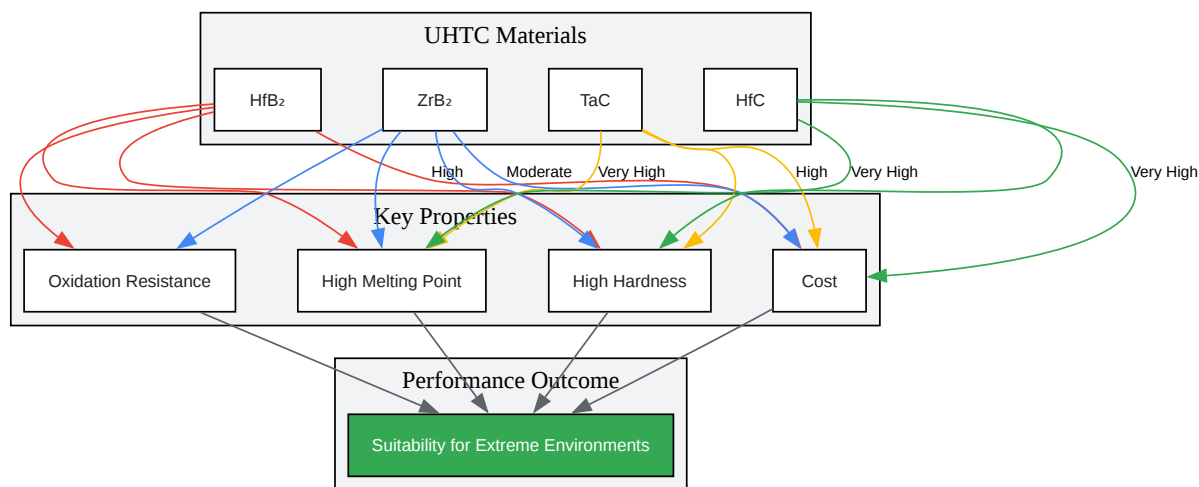 UHTC Materials
HfB₂
ZrB₂
TaC
HfC
High
Moderate
Very High
High
Very High
Very High
Key Properties
Oxidation Resistance
High Melting Point
High Hardness
Cost
Performance Outcome
Suitability for Extreme Environments